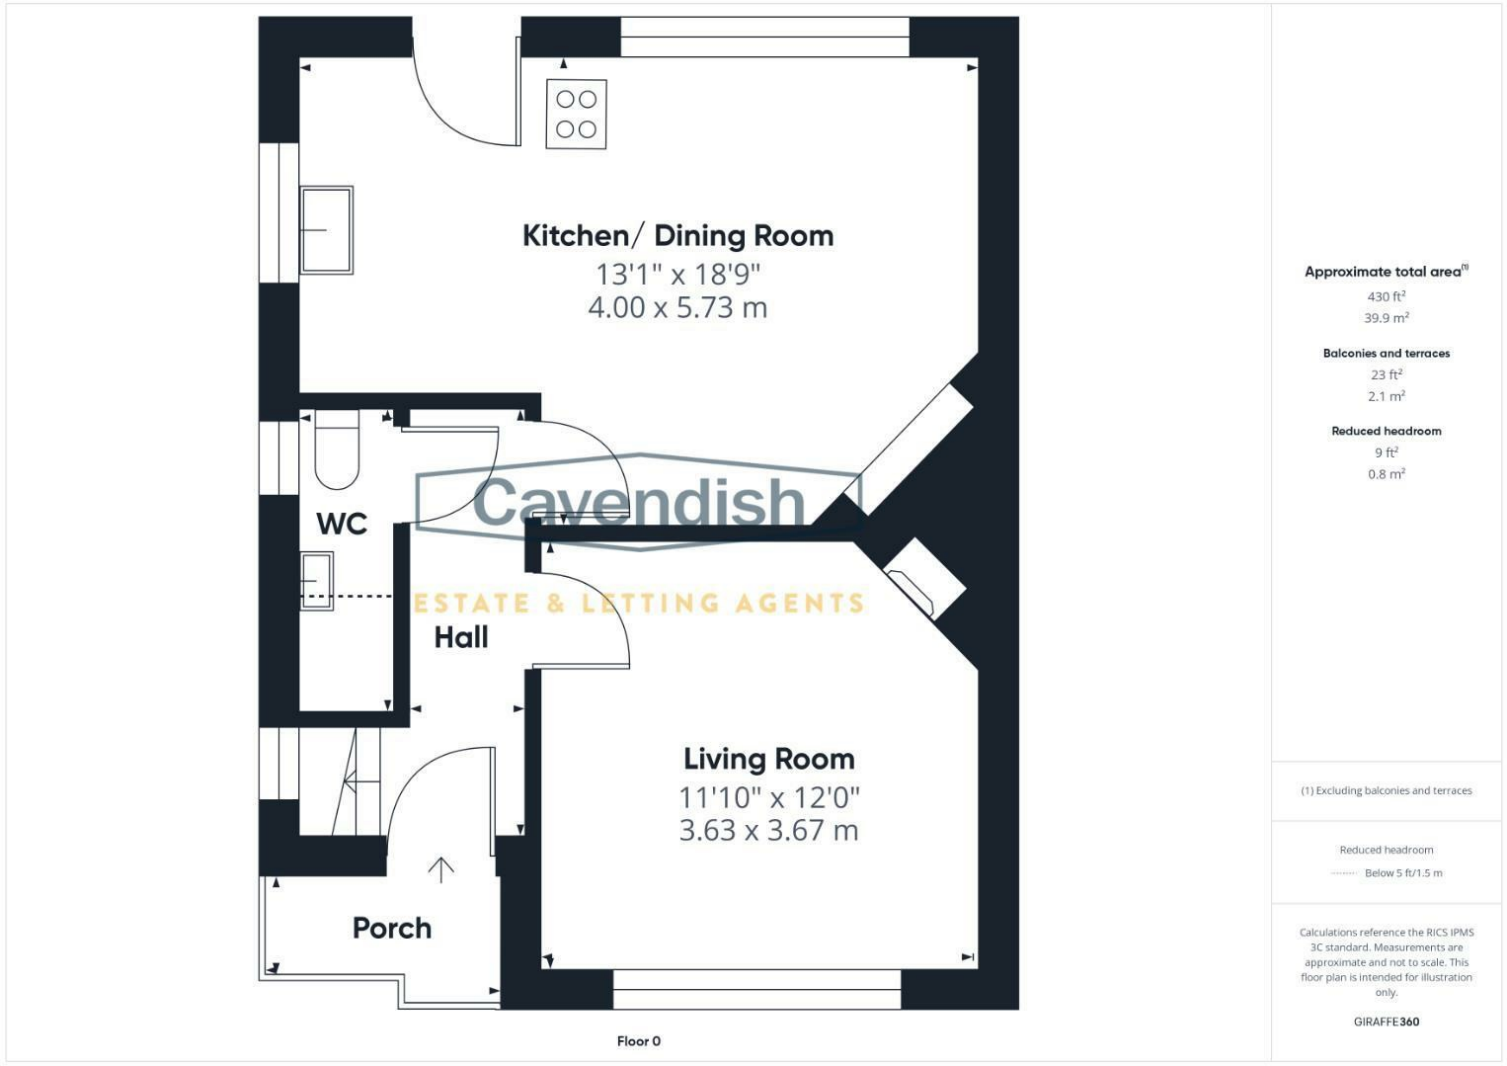 Kitchen/ Dining Room
13'1" x 18'9"
4.00 x 5.73 m
Cavendish
WC
ESTATE & LETTING AGENTS
Hall
Living Room
11'10" x 12'0"
3.63 x 3.67 m
Porch
Floor 0
Approximate total area(1)
430 ft²
39.9 m²
Balconies and terraces
23 ft²
2.1 m²
Reduced headroom
9 ft²
0.8 m²
(1) Excluding balconies and terraces
Reduced headroom
Below 5 ft/1.5 m
Calculations reference the RICS IPMS
3C standard. Measurements are
approximate and not to scale. This
floor plan is intended for illustration
only.
GIRAFFE360